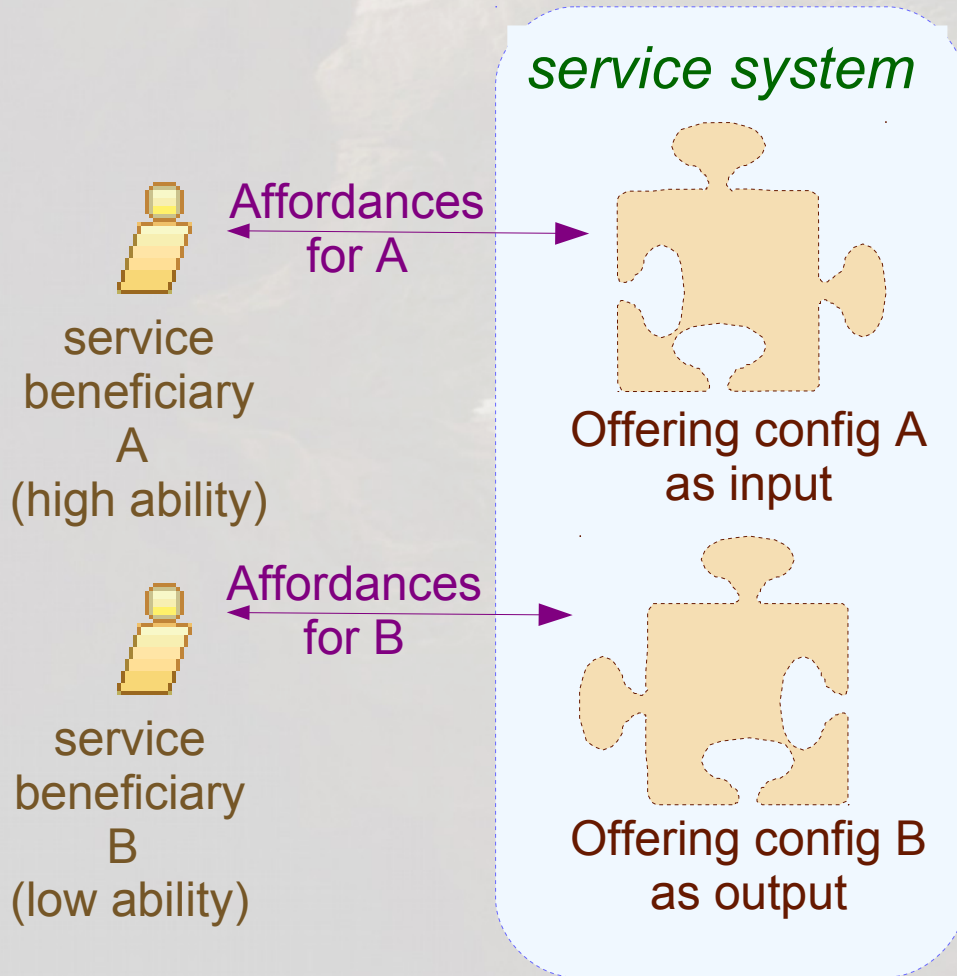 service system
Affordances
for A
service
beneficiary
A
(high ability)
Offering config A
as input
Affordances
for B
service
beneficiary
B
(low ability)
Offering config B
as output